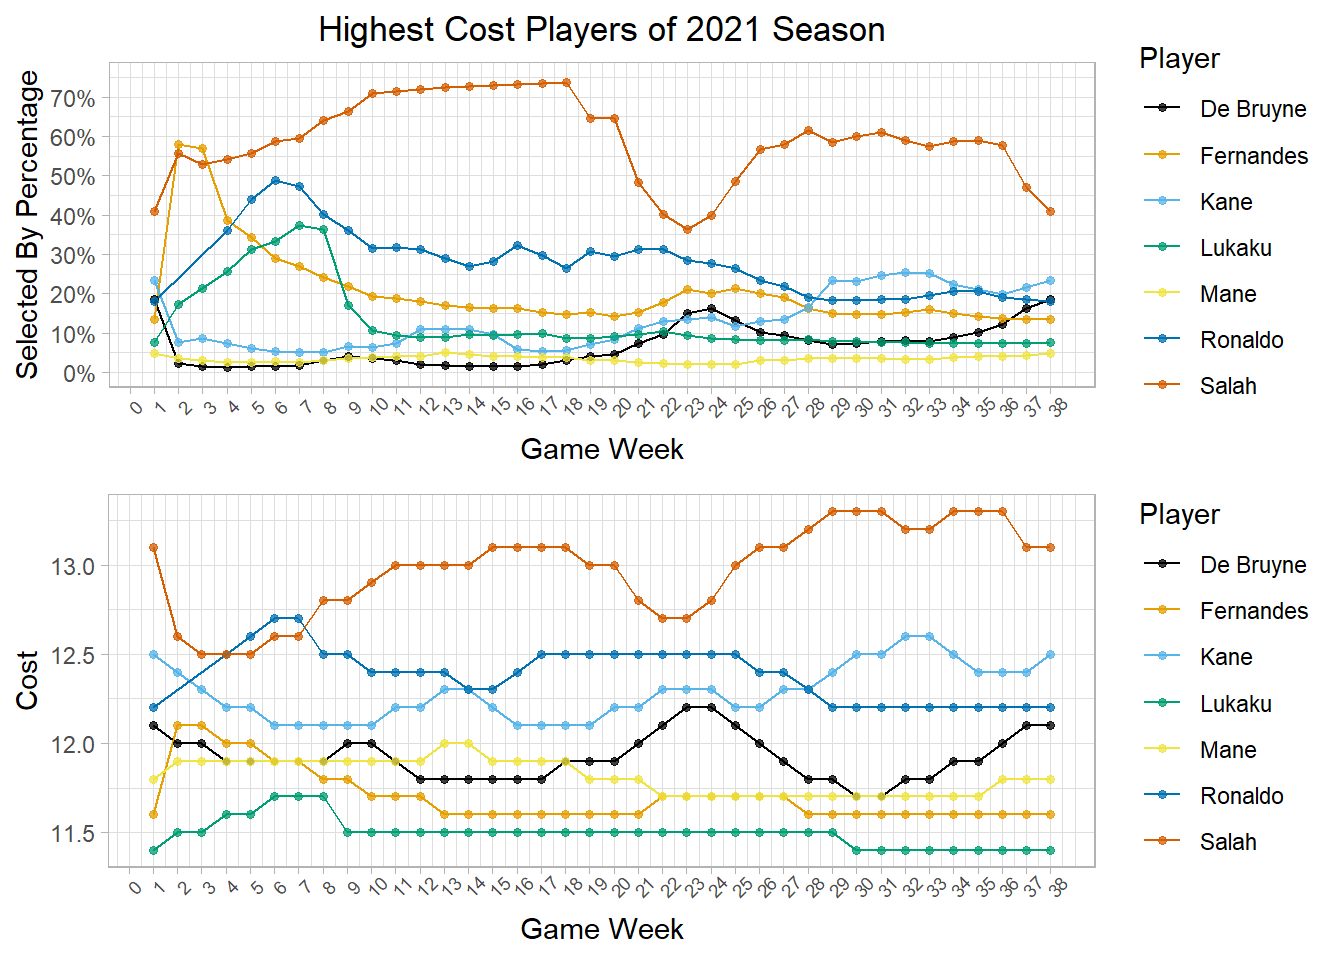 Highest Cost Players of 2021 Season
Selected By Percentage
70%
60%
50%
40%
30%
20%
10%
0%
0 1 2 3 4 5 6 7 8 9 10 11 12 13 14 15 16 17 18 19 20 21 22 23 24 25 26 27 28 29 30 31 32 33 34 35 36 37 38
Game Week
Player
De Bruyne
Fernandes
Kane
Lukaku
Mane
Ronaldo
Salah
Cost
13.0
12.5
12.0
11.5
0 1 2 3 4 5 6 7 8 9 10 11 12 13 14 15 16 17 18 19 20 21 22 23 24 25 26 27 28 29 30 31 32 33 34 35 36 37 38
Game Week
Player
De Bruyne
Fernandes
Kane
Lukaku
Mane
Ronaldo
Salah